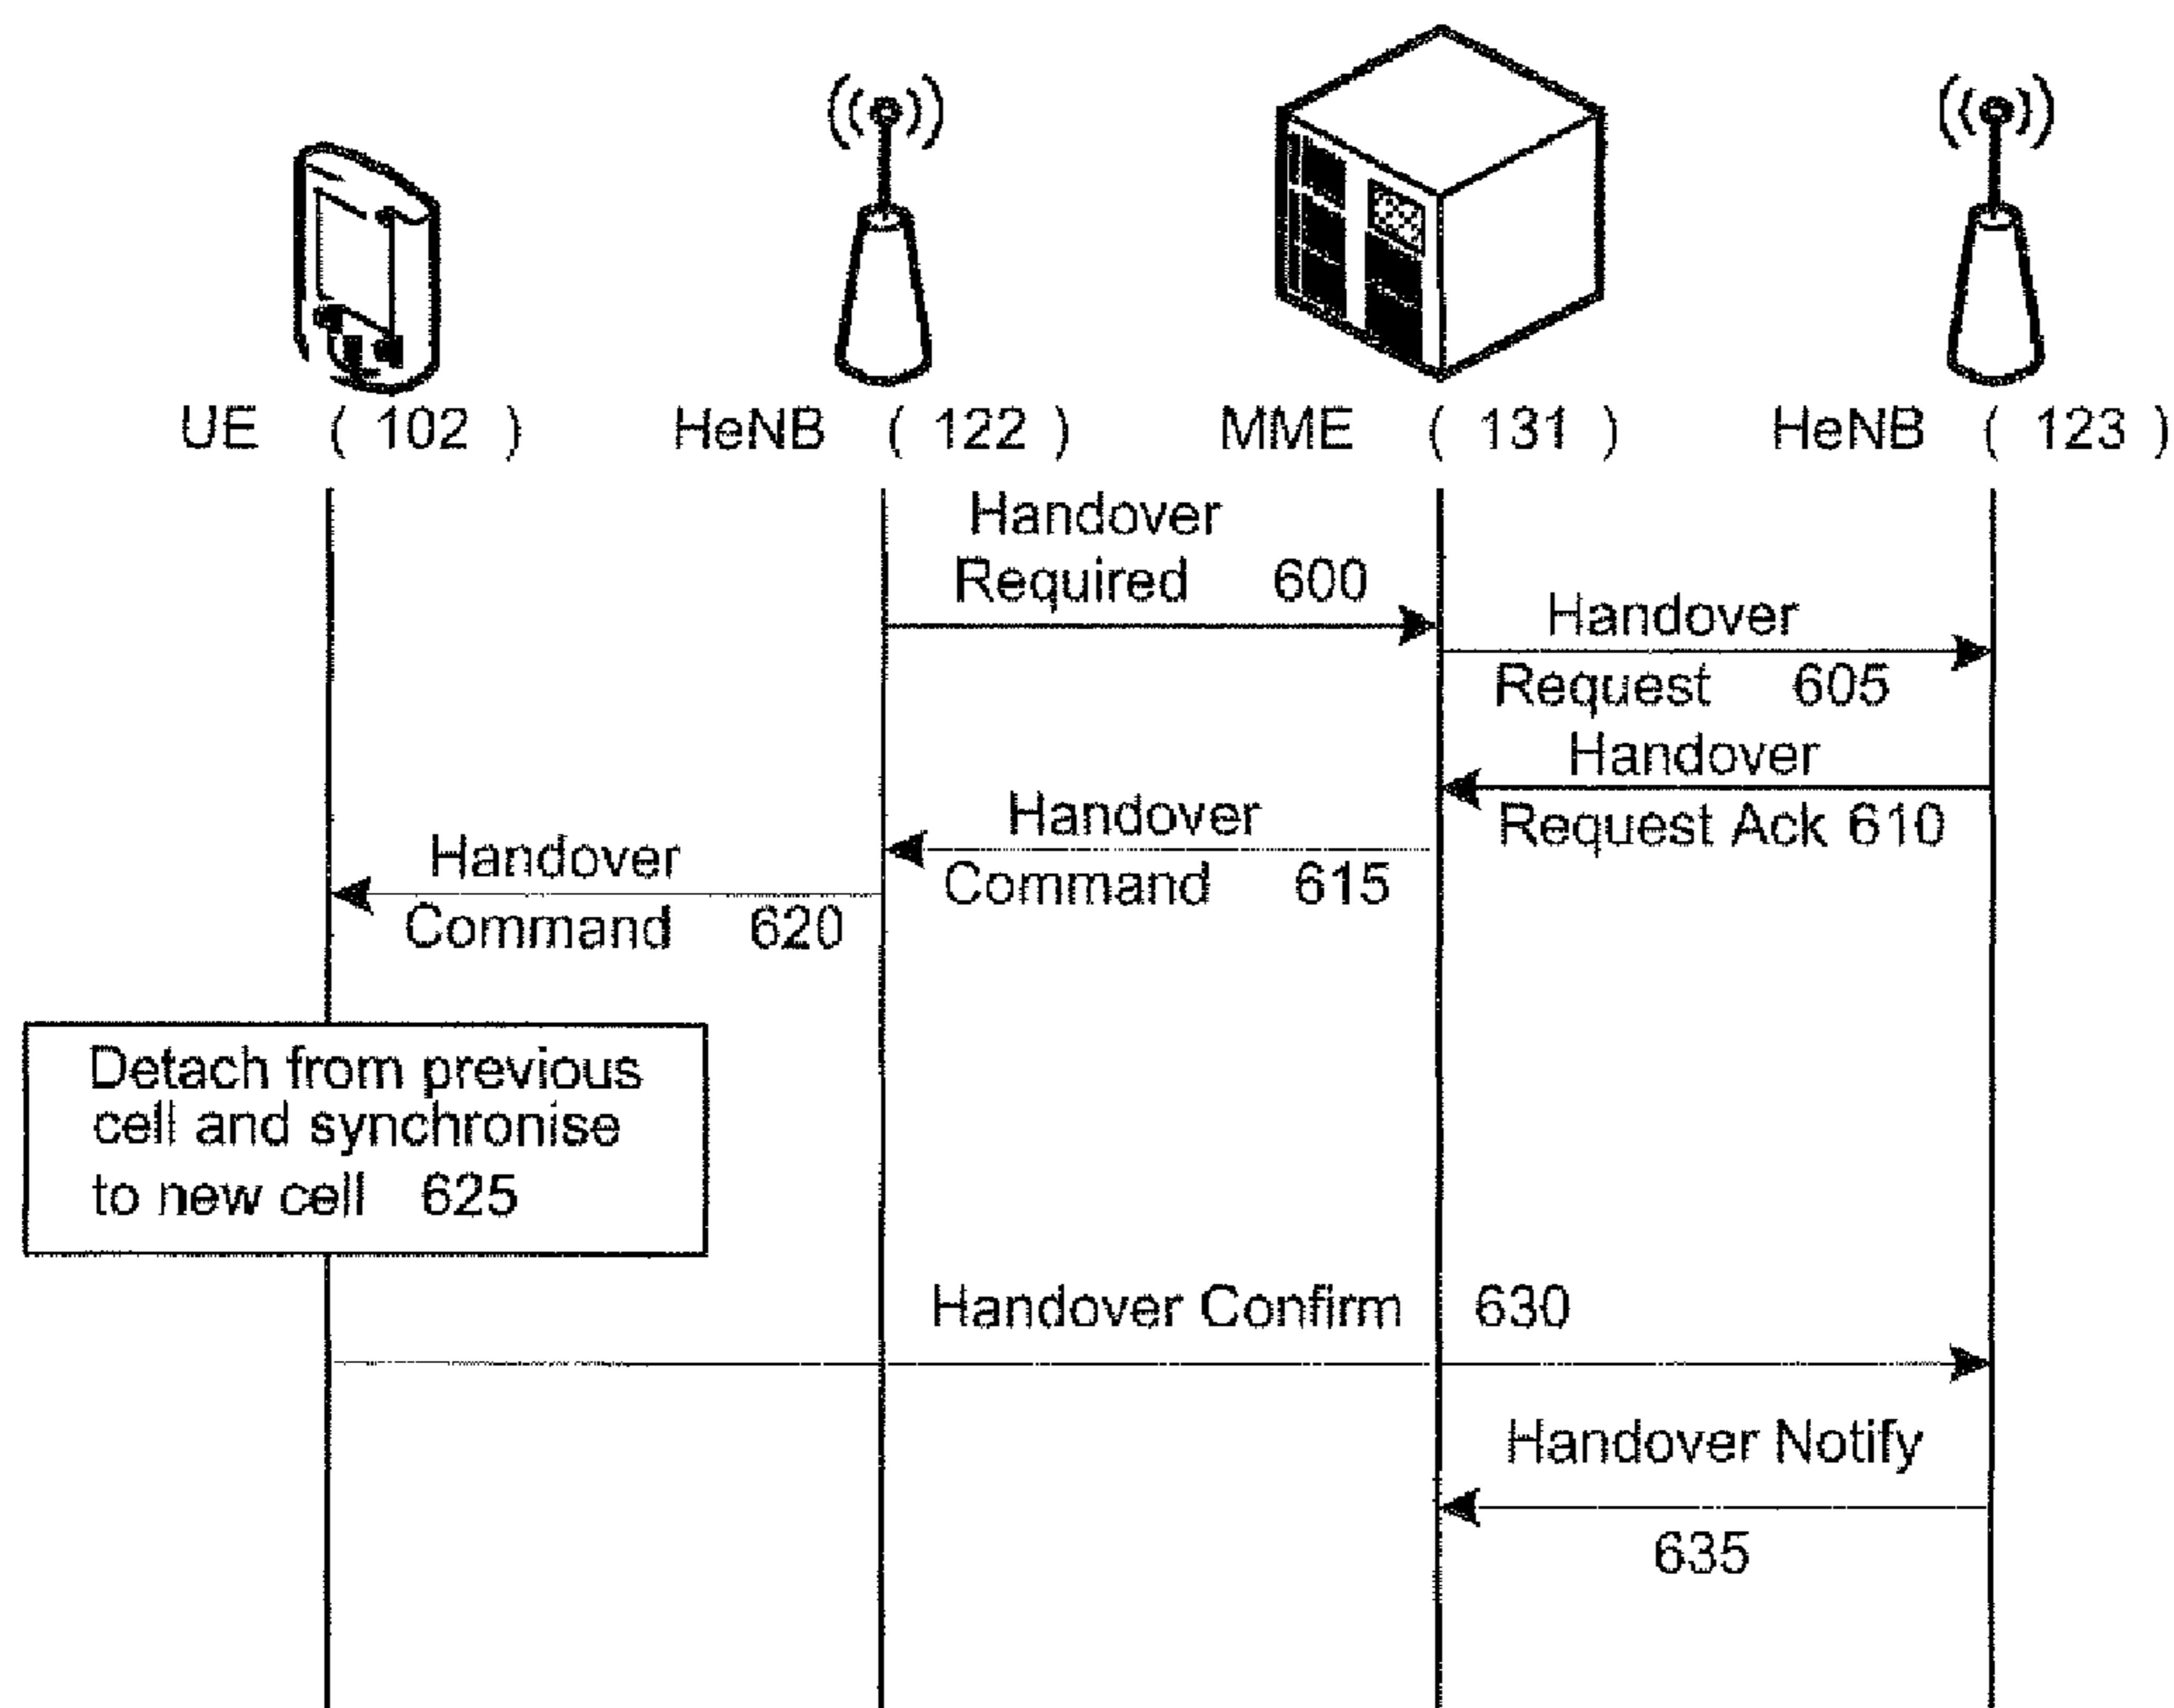 UE ( 102 )
HeNB ( 122 )
MME ( 131 )
HeNB ( 123 )
Handover
Required 600
Handover
Request 605
Handover
Request Ack 610
Handover
Command 615
Handover
Command 620
Detach from previous
cell and synchronise
to new cell 625
Handover Confirm 630
Handover Notify
635